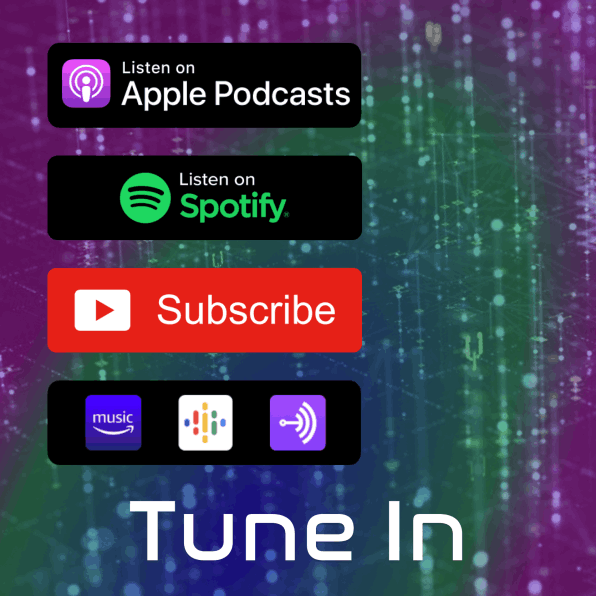 Listen on
Apple Podcasts
Listen on
Spotify
Subscribe
music
Tune In